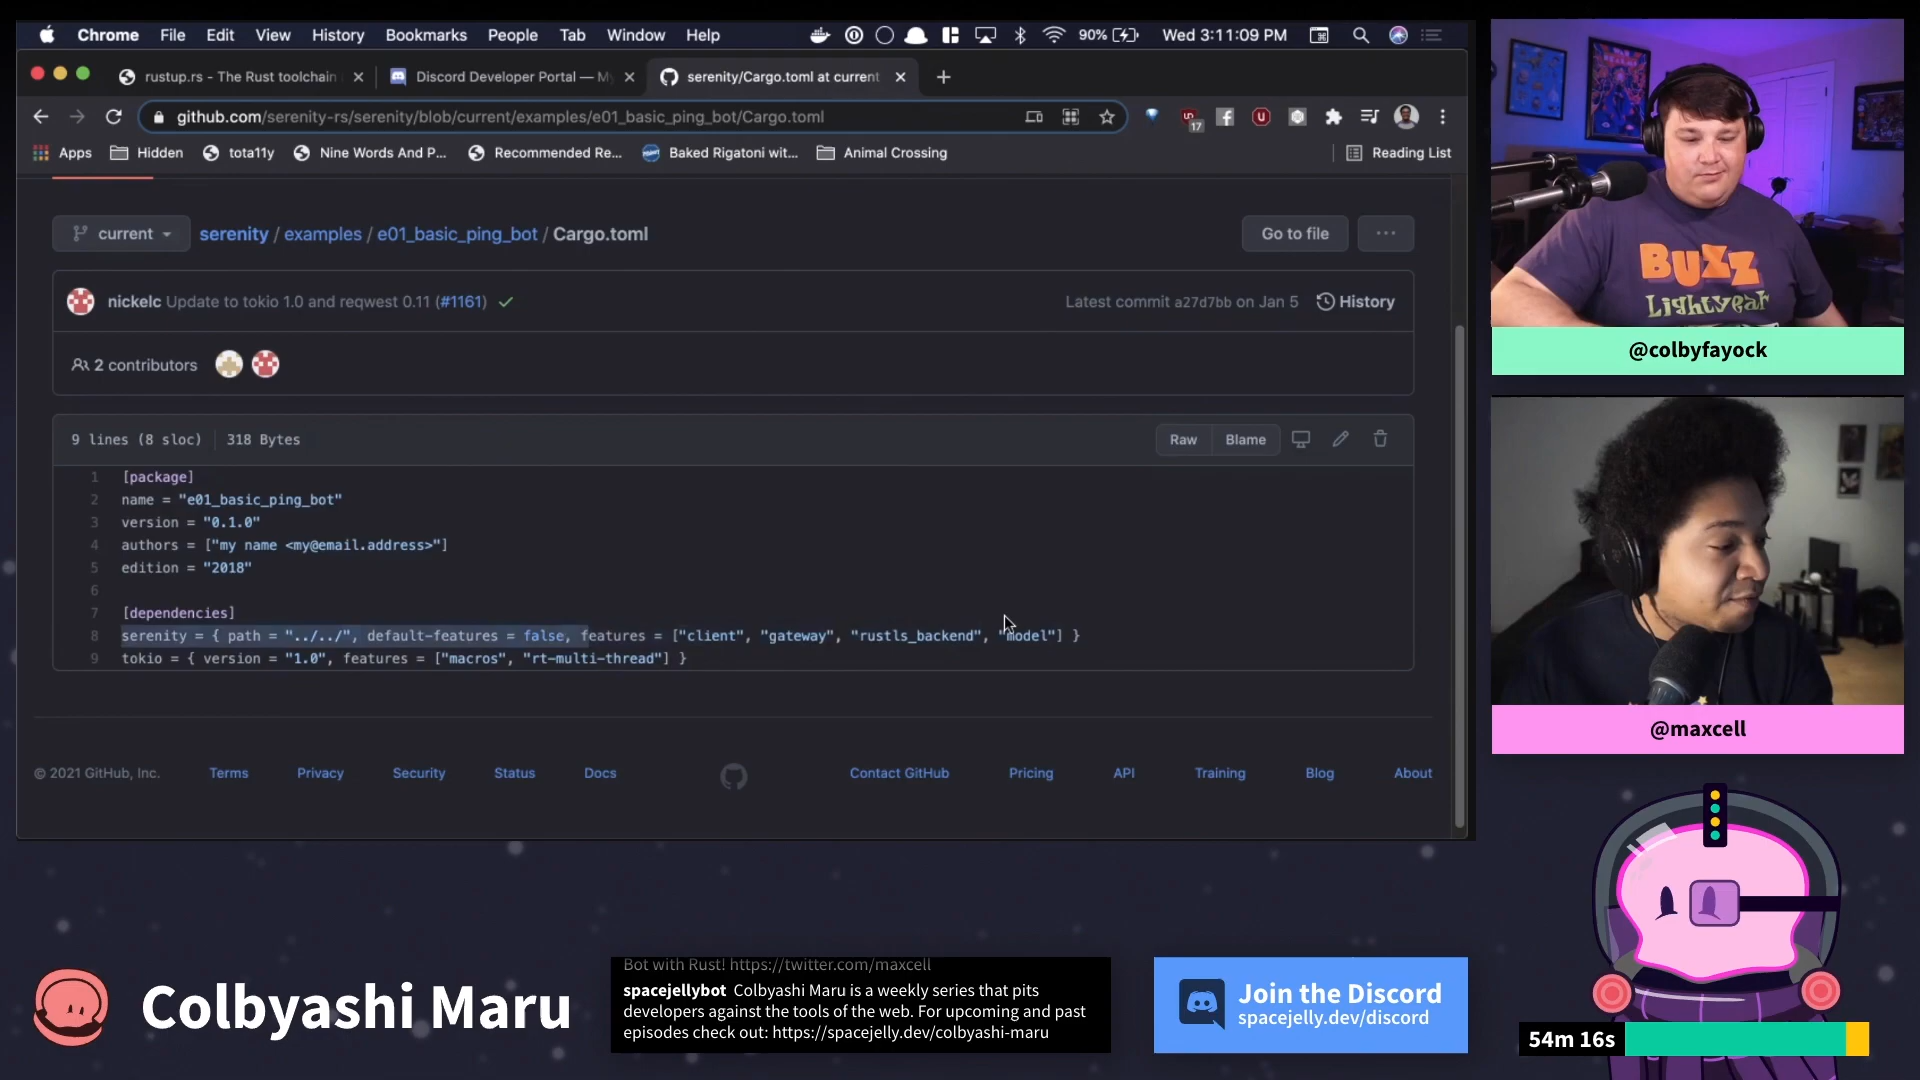 Chrome File Edit View History Bookmarks People Tab Window Help 90% Wed 3:11:09 PM
rustup.rs - The Rust toolchain Discord Developer Portal — My serenity/Cargo.toml at current
github.com/serenity-rs/serenity/blob/current/examples/e01_basic_ping_bot/Cargo.toml
17
Apps Hidden tota11y Nine Words And P... Recommended Re... Baked Rigatoni wit... Animal Crossing Reading List
current serenity / examples / e01_basic_ping_bot / Cargo.toml Go to file ...
nickelc Update to tokio 1.0 and reqwest 0.11 (#1161) Latest commit a27d7bb on Jan 5 History
2 contributors
9 lines (8 sloc) 318 Bytes Raw Blame
1 [package]
2 name = "e01_basic_ping_bot"
3 version = "0.1.0"
4 authors = ["my name <my@email.address>"]
5 edition = "2018"
6
7 [dependencies]
8 serenity = { path = "../../", default-features = false, features = ["client", "gateway", "rustls_backend", "model"] }
9 tokio = { version = "1.0", features = ["macros", "rt-multi-thread"] }
© 2021 GitHub, Inc. Terms Privacy Security Status Docs Contact GitHub Pricing API Training Blog About
BUZZ
Lightyear
@colbyfayock
@maxcell
Colbyashi Maru
Bot with Rust! https://twitter.com/maxcell
spacejellybot Colbyashi Maru is a weekly series that pits
developers against the tools of the web. For upcoming and past
episodes check out: https://spacejelly.dev/colbyashi-maru
Join the Discord
spacejelly.dev/discord
54m 16s